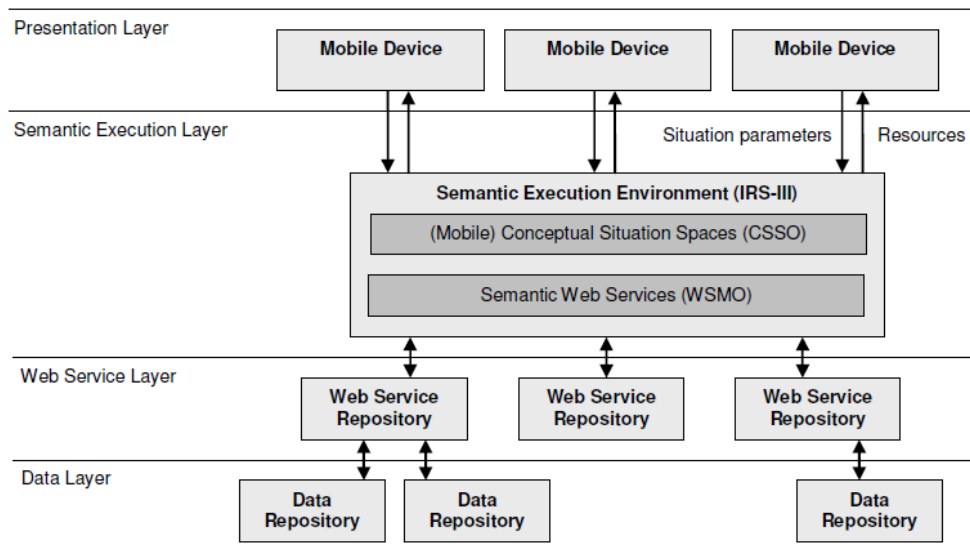 Presentation Layer
Mobile Device
Mobile Device
Mobile Device
Semantic Execution Layer
Situation parameters
Resources
Semantic Execution Environment (IRS-III)
(Mobile) Conceptual Situation Spaces (CSSO)
Semantic Web Services (WSMO)
Web Service Layer
Web Service
Repository
Web Service
Repository
Web Service
Repository
Data Layer
Data
Repository
Data
Repository
Data
Repository